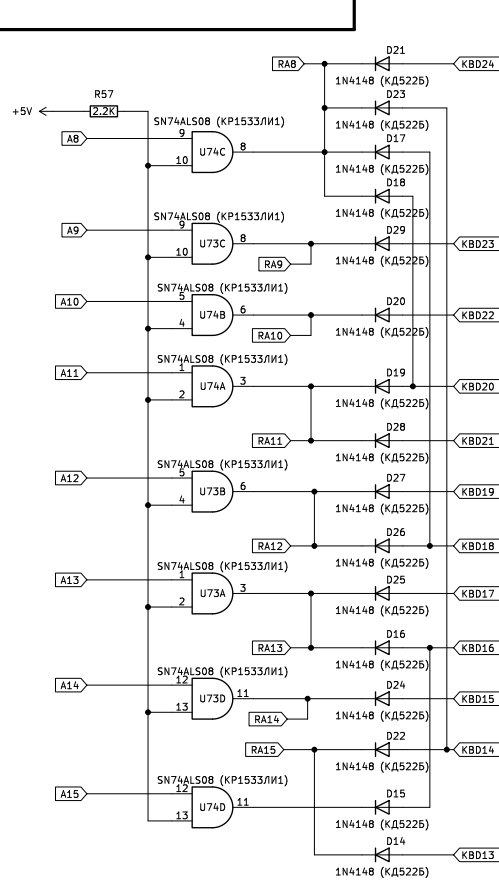 D21
RA8
KBD24
1N4148 (КД522Б)
R57
D23
+5V
2.2K
1N4148 (КД522Б)
SN74ALS08 (КР1533ЛИ1)
A8
9
D17
U74C
8
10
1N4148 (КД522Б)
D18
1N4148 (КД522Б)
SN74ALS08 (КР1533ЛИ1)
A9
9
D29
U73C
8
KBD23
10
1N4148 (КД522Б)
RA9
SN74ALS08 (КР1533ЛИ1)
A10
5
D20
U74B
6
KBD22
4
1N4148 (КД522Б)
RA10
SN74ALS08 (КР1533ЛИ1)
A11
1
D19
U74A
3
KBD20
2
1N4148 (КД522Б)
D28
RA11
KBD21
1N4148 (КД522Б)
SN74ALS08 (КР1533ЛИ1)
A12
5
D27
U73B
6
KBD19
4
1N4148 (КД522Б)
D26
RA12
KBD18
1N4148 (КД522Б)
SN74ALS08 (КР1533ЛИ1)
A13
1
D25
U73A
3
KBD17
2
1N4148 (КД522Б)
D16
RA13
KBD16
1N4148 (КД522Б)
SN74ALS08 (КР1533ЛИ1)
A14
12
D24
U73D
11
KBD15
13
1N4148 (КД522Б)
RA14
D22
RA15
KBD14
1N4148 (КД522Б)
SN74ALS08 (КР1533ЛИ1)
A15
12
D15
U74D
11
13
1N4148 (КД522Б)
D14
KBD13
1N4148 (КД522Б)